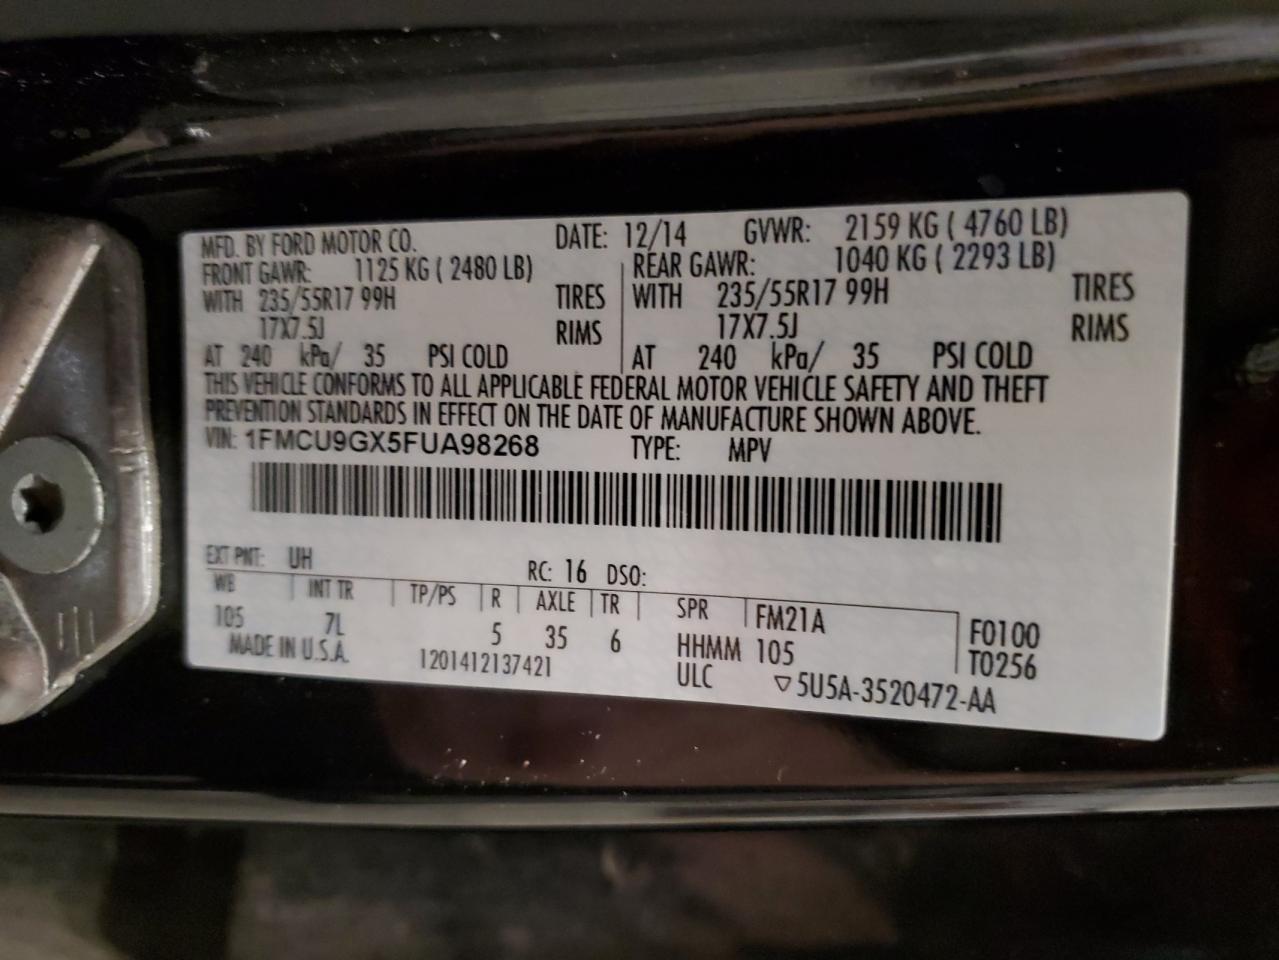 MFD. BY FORD MOTOR CO. DATE: 12/14 GVWR: 2159 KG ( 4760 LB)
FRONT GAWR: 1125 KG ( 2480 LB) REAR GAWR: 1040 KG ( 2293 LB)
WITH 235/55R17 99H TIRES WITH 235/55R17 99H TIRES
17X7.5J RIMS 17X7.5J RIMS
AT 240 kPa/ 35 PSI COLD AT 240 kPa/ 35 PSI COLD
THIS VEHICLE CONFORMS TO ALL APPLICABLE FEDERAL MOTOR VEHICLE SAFETY AND THEFT
PREVENTION STANDARDS IN EFFECT ON THE DATE OF MANUFACTURE SHOWN ABOVE.
VIN: 1FMCU9GX5FUA98268 TYPE: MPV
EXT PNT: UH RC: 16 DSO:
WB INT TR TP/PS R AXLE TR SPR FM21A
105 7L 5 35 6 HHMM 105 F0100
MADE IN U.S.A. 1201412137421 ULC T0256
▽5U5A-3520472-AA